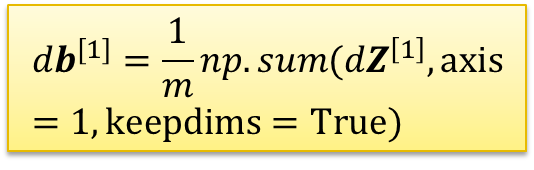 d𝒃^[1] = 1/m np.sum(d𝒁^[1], axis
= 1, keepdims = True)